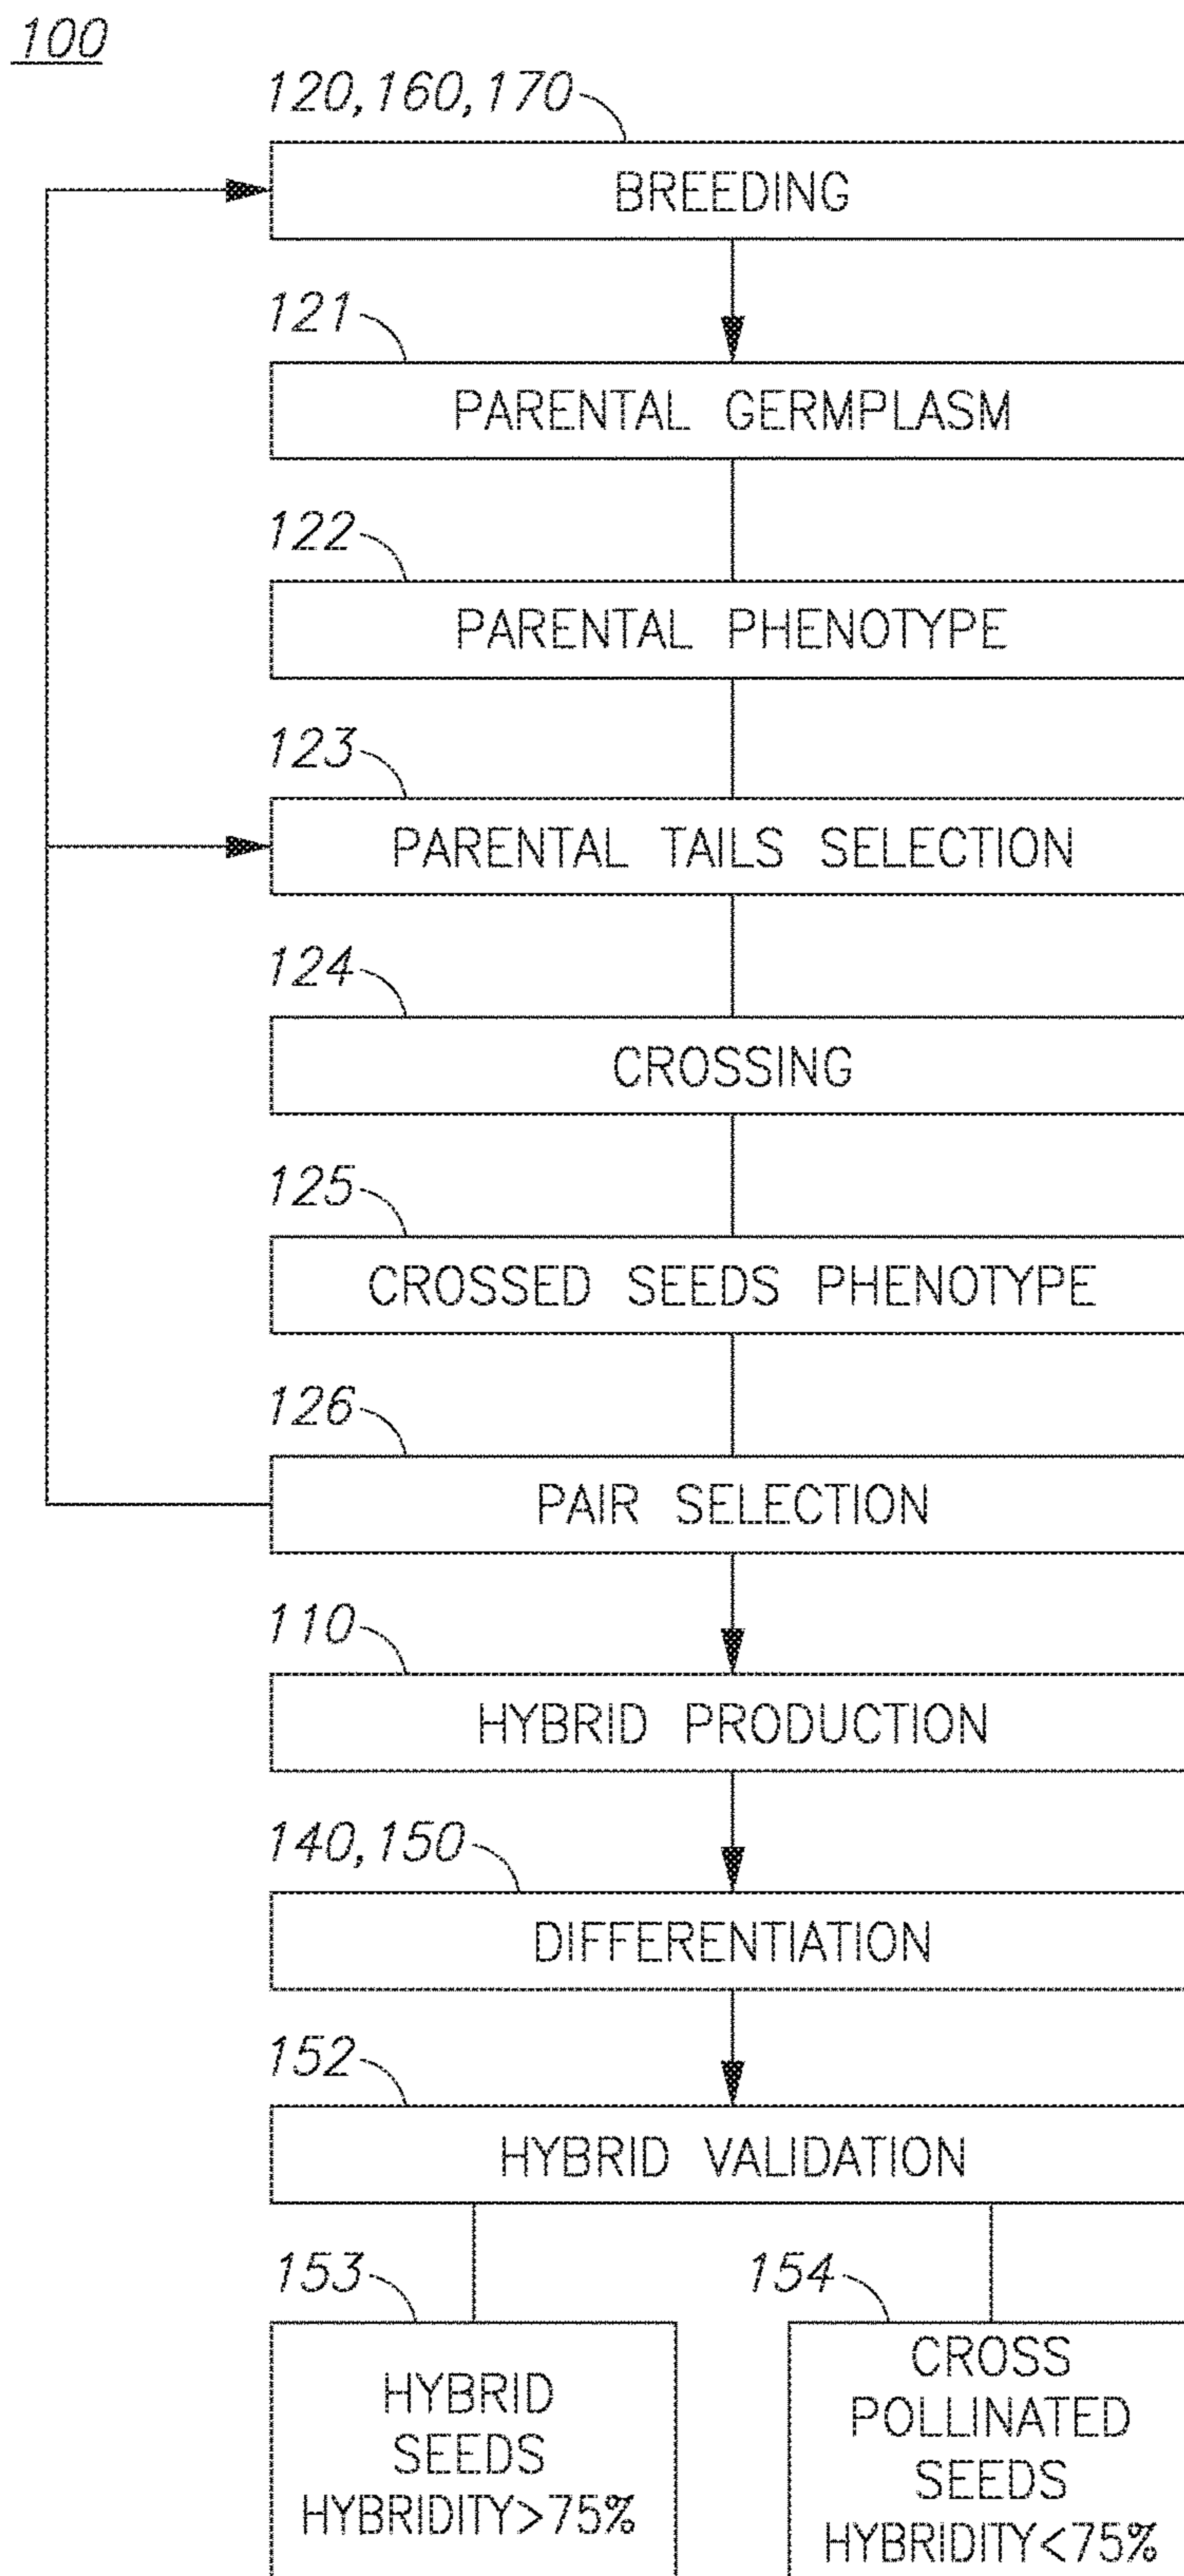 100
120,160,170
BREEDING
121
PARENTAL GERMPLASM
122
PARENTAL PHENOTYPE
123
PARENTAL TAILS SELECTION
124
CROSSING
125
CROSSED SEEDS PHENOTYPE
126
PAIR SELECTION
110
HYBRID PRODUCTION
140,150
DIFFERENTIATION
152
HYBRID VALIDATION
153
HYBRID
SEEDS
HYBRIDITY>75%
154
CROSS
POLLINATED
SEEDS
HYBRIDITY<75%